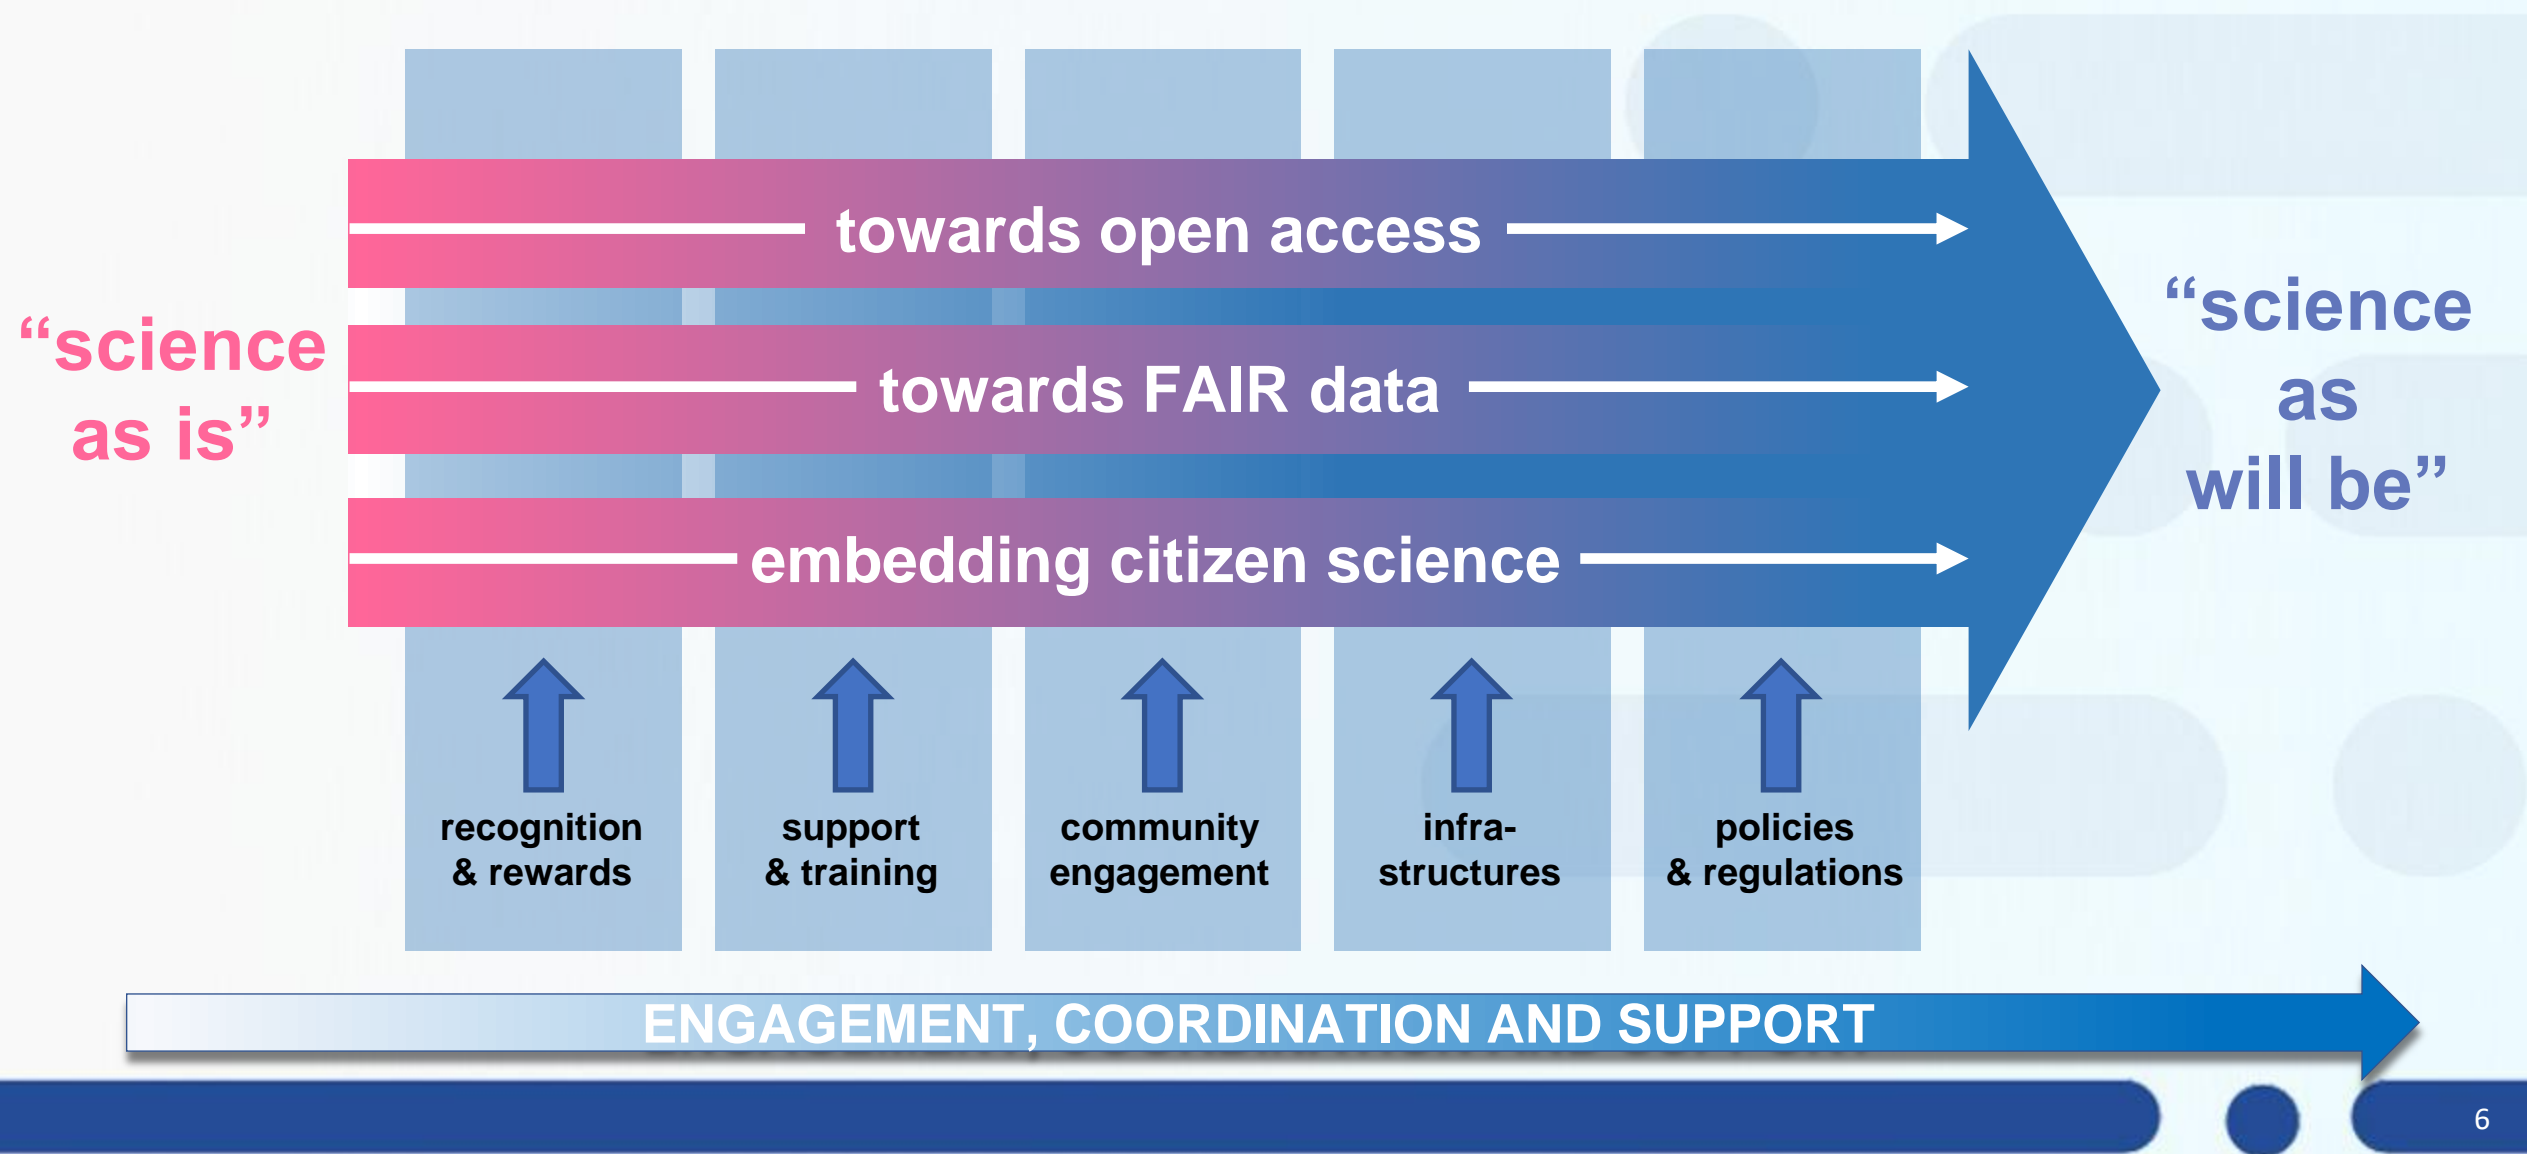 “science
as is”
towards open access
towards FAIR data
embedding citizen science
“science
as
will be”
recognition
& rewards
support
& training
community
engagement
infra-
structures
policies
& regulations
ENGAGEMENT, COORDINATION AND SUPPORT
6